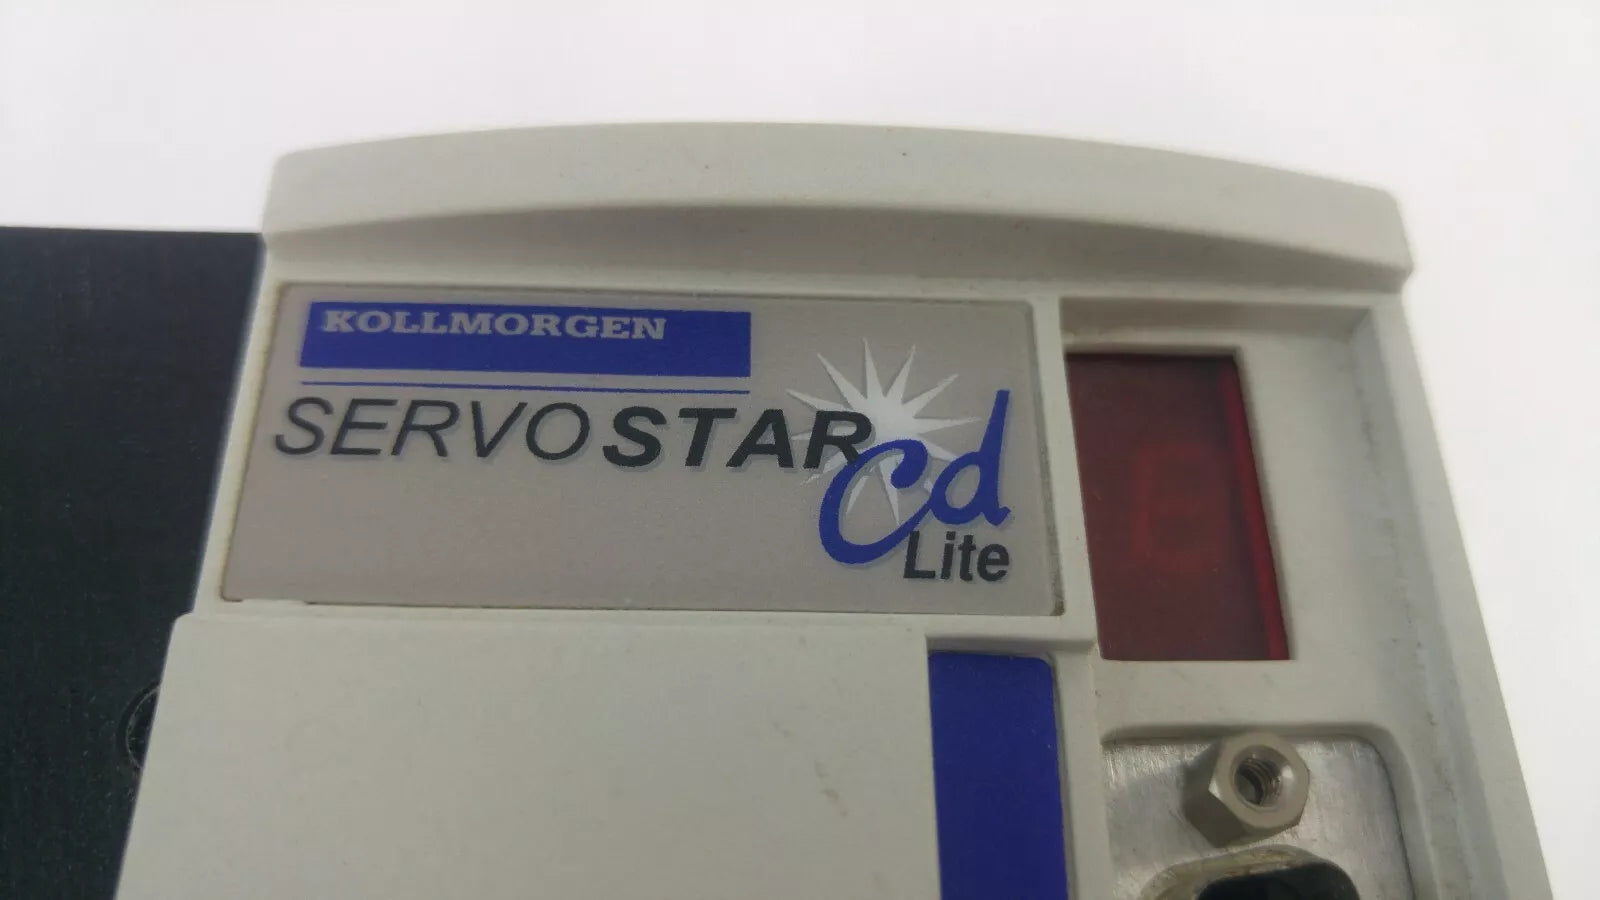 KOLLMORGEN
SERVOSTAR
Cd
Lite